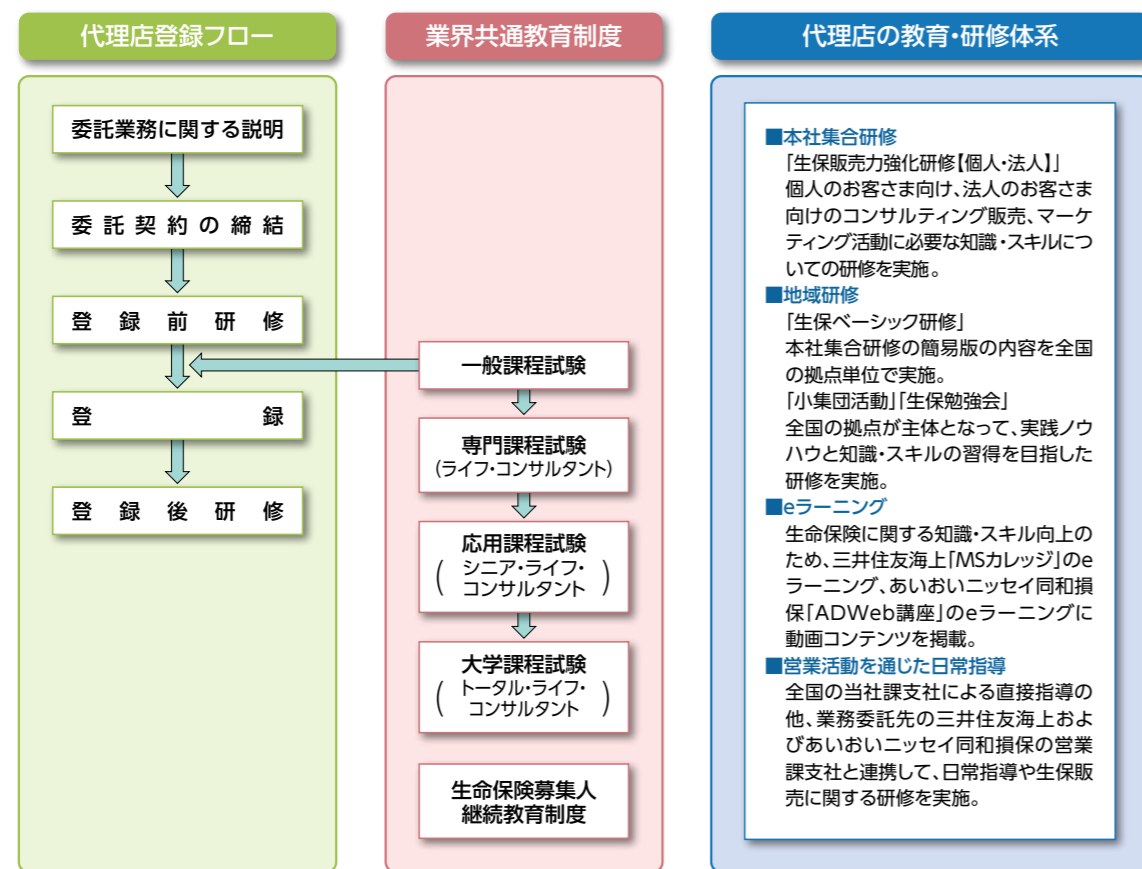 代理店登録フロー
委託業務に関する説明
委託契約の締結
登録前研修
登録
登録後研修
業界共通教育制度
一般課程試験
専門課程試験
(ライフ・コンサルタント)
応用課程試験
(シニア・ライフ・
コンサルタント)
大学課程試験
(トータル・ライフ・
コンサルタント)
生命保険募集人
継続教育制度
代理店の教育・研修体系
■本社集合研修
「生保販売力強化研修【個人・法人】」
個人のお客さま向け、法人のお客さま
向けのコンサルティング販売、マーケ
ティング活動に必要な知識・スキルにつ
いての研修を実施。
■地域研修
「生保ベーシック研修」
本社集合研修の簡易版の内容を全国
の拠点単位で実施。
「小集団活動」「生保勉強会」
全国の拠点が主体となって、実践ノウ
ハウと知識・スキルの習得を目指した
研修を実施。
■eラーニング
生命保険に関する知識・スキル向上の
ため、三井住友海上「MSカレッジ」のe
ラーニング、あいおいニッセイ同和損
保「ADWeb講座」のeラーニングに
動画コンテンツを掲載。
■営業活動を通じた日常指導
全国の当社課支社による直接指導の
他、業務委託先の三井住友海上およ
びあいおいニッセイ同和損保の営業
課支社と連携して、日常指導や生保販
売に関する研修を実施。